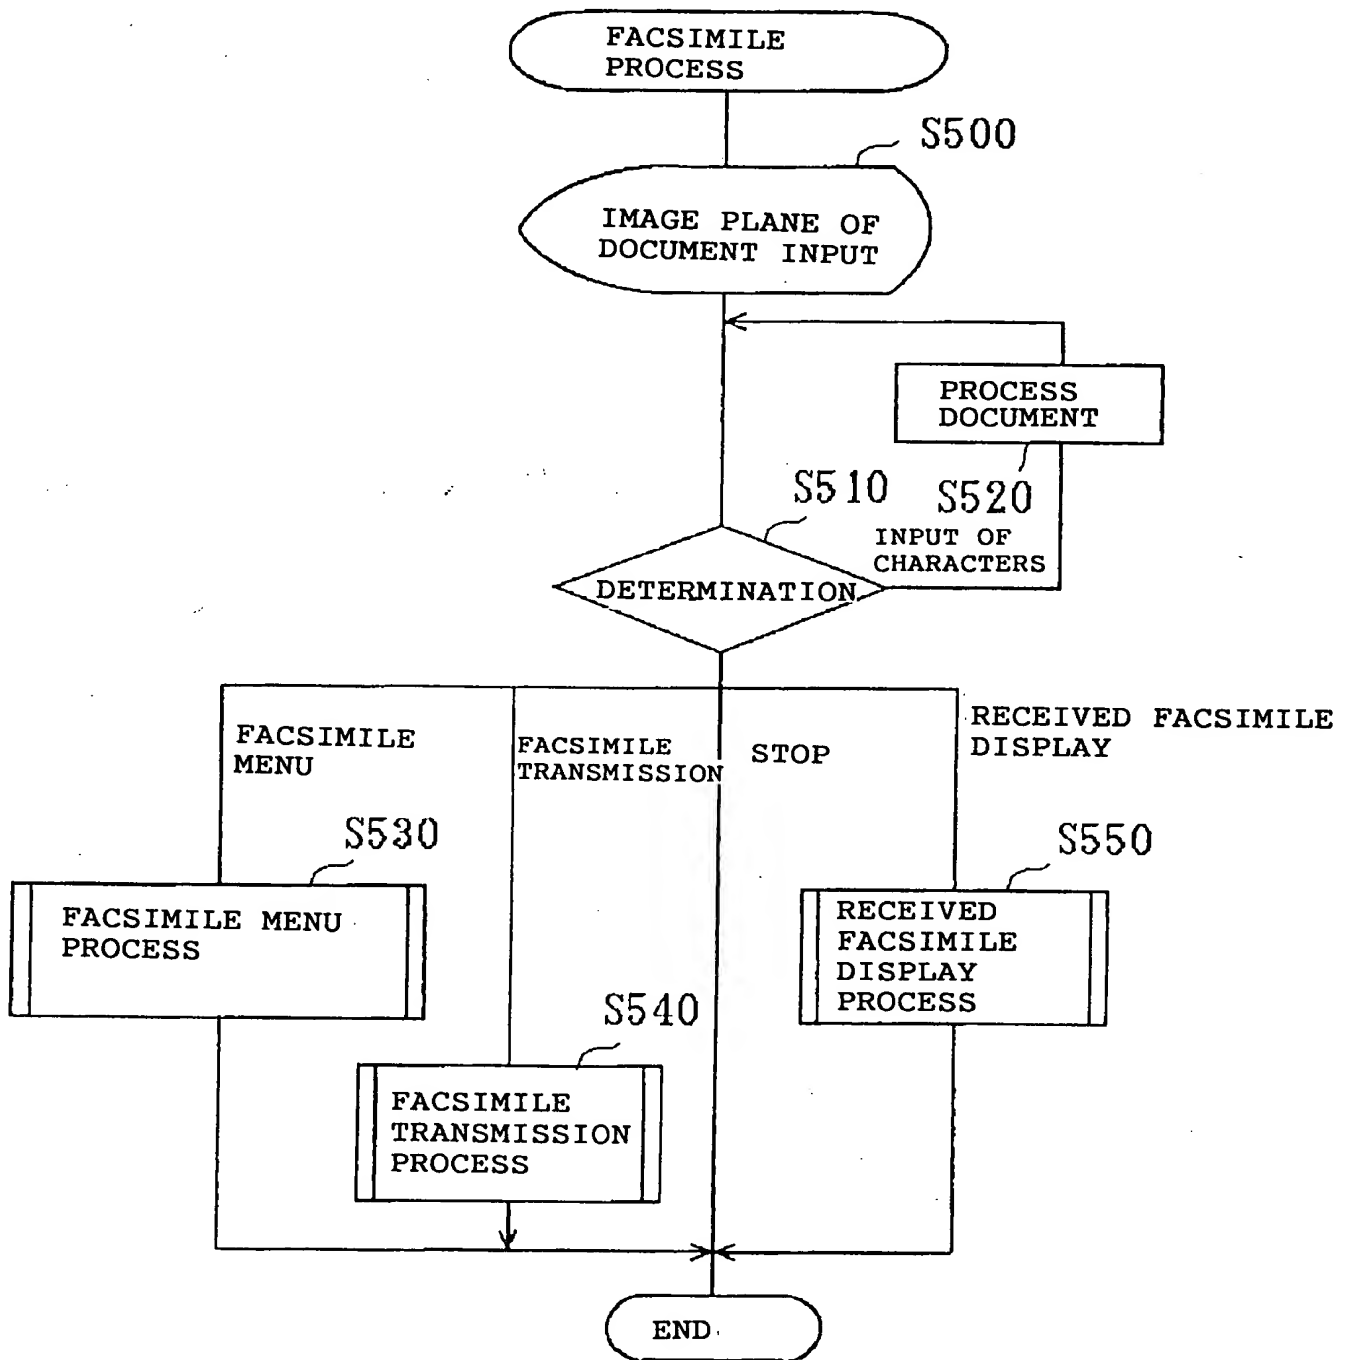 FACSIMILE
PROCESS
S500
IMAGE PLANE OF
DOCUMENT INPUT
PROCESS
DOCUMENT
S510
S520
INPUT OF
CHARACTERS
DETERMINATION
FACSIMILE
MENU
FACSIMILE
TRANSMISSION
STOP
RECEIVED FACSIMILE
DISPLAY
S530
S550
FACSIMILE MENU
PROCESS
RECEIVED
FACSIMILE
DISPLAY
PROCESS
S540
FACSIMILE
TRANSMISSION
PROCESS
END